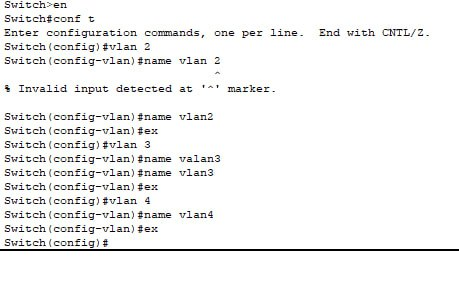 Switch>en
Switch#conf t
Enter configuration commands, one per line.  End with CNTL/Z.
Switch(config)#vlan 2
Switch(config-vlan)#name vlan 2
                              ^
% Invalid input detected at '^' marker.

Switch(config-vlan)#name vlan2
Switch(config-vlan)#ex
Switch(config)#vlan 3
Switch(config-vlan)#name valan3
Switch(config-vlan)#name vlan3
Switch(config-vlan)#ex
Switch(config)#vlan 4
Switch(config-vlan)#name vlan4
Switch(config-vlan)#ex
Switch(config)#